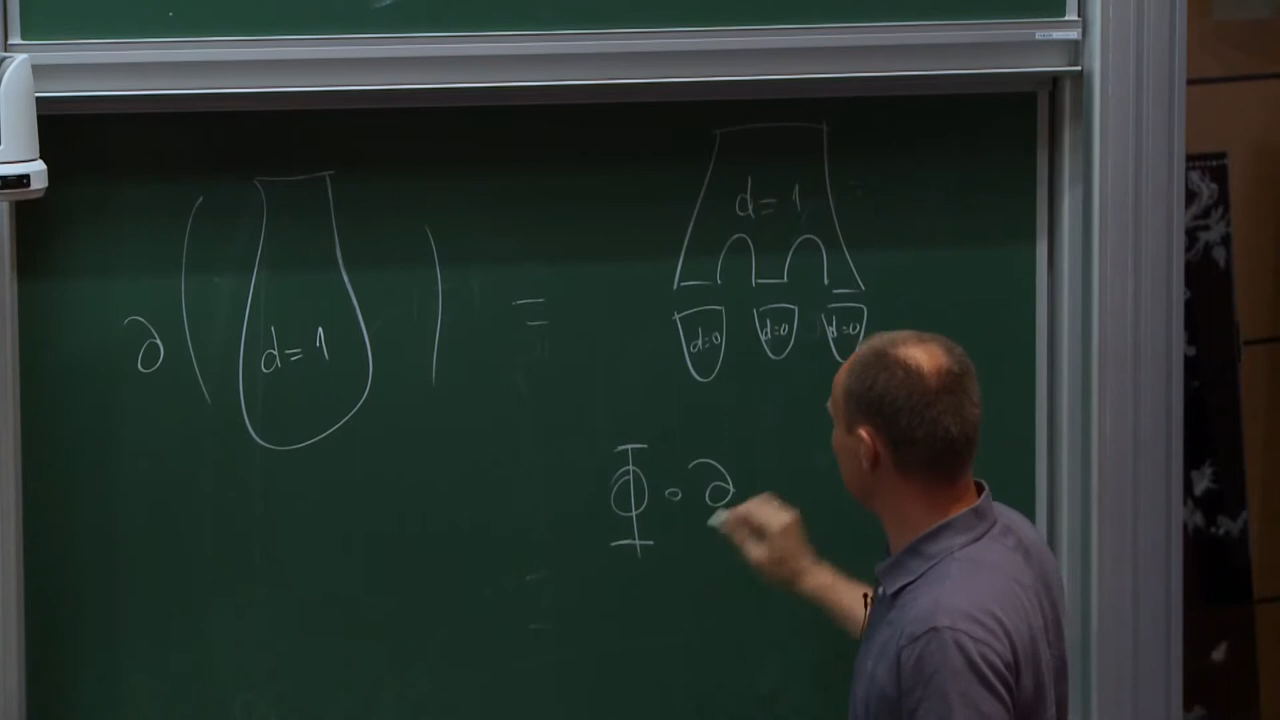 ∂( d=1 ) = d=1
d=0 d=0 d=0
Φ ∘ ∂